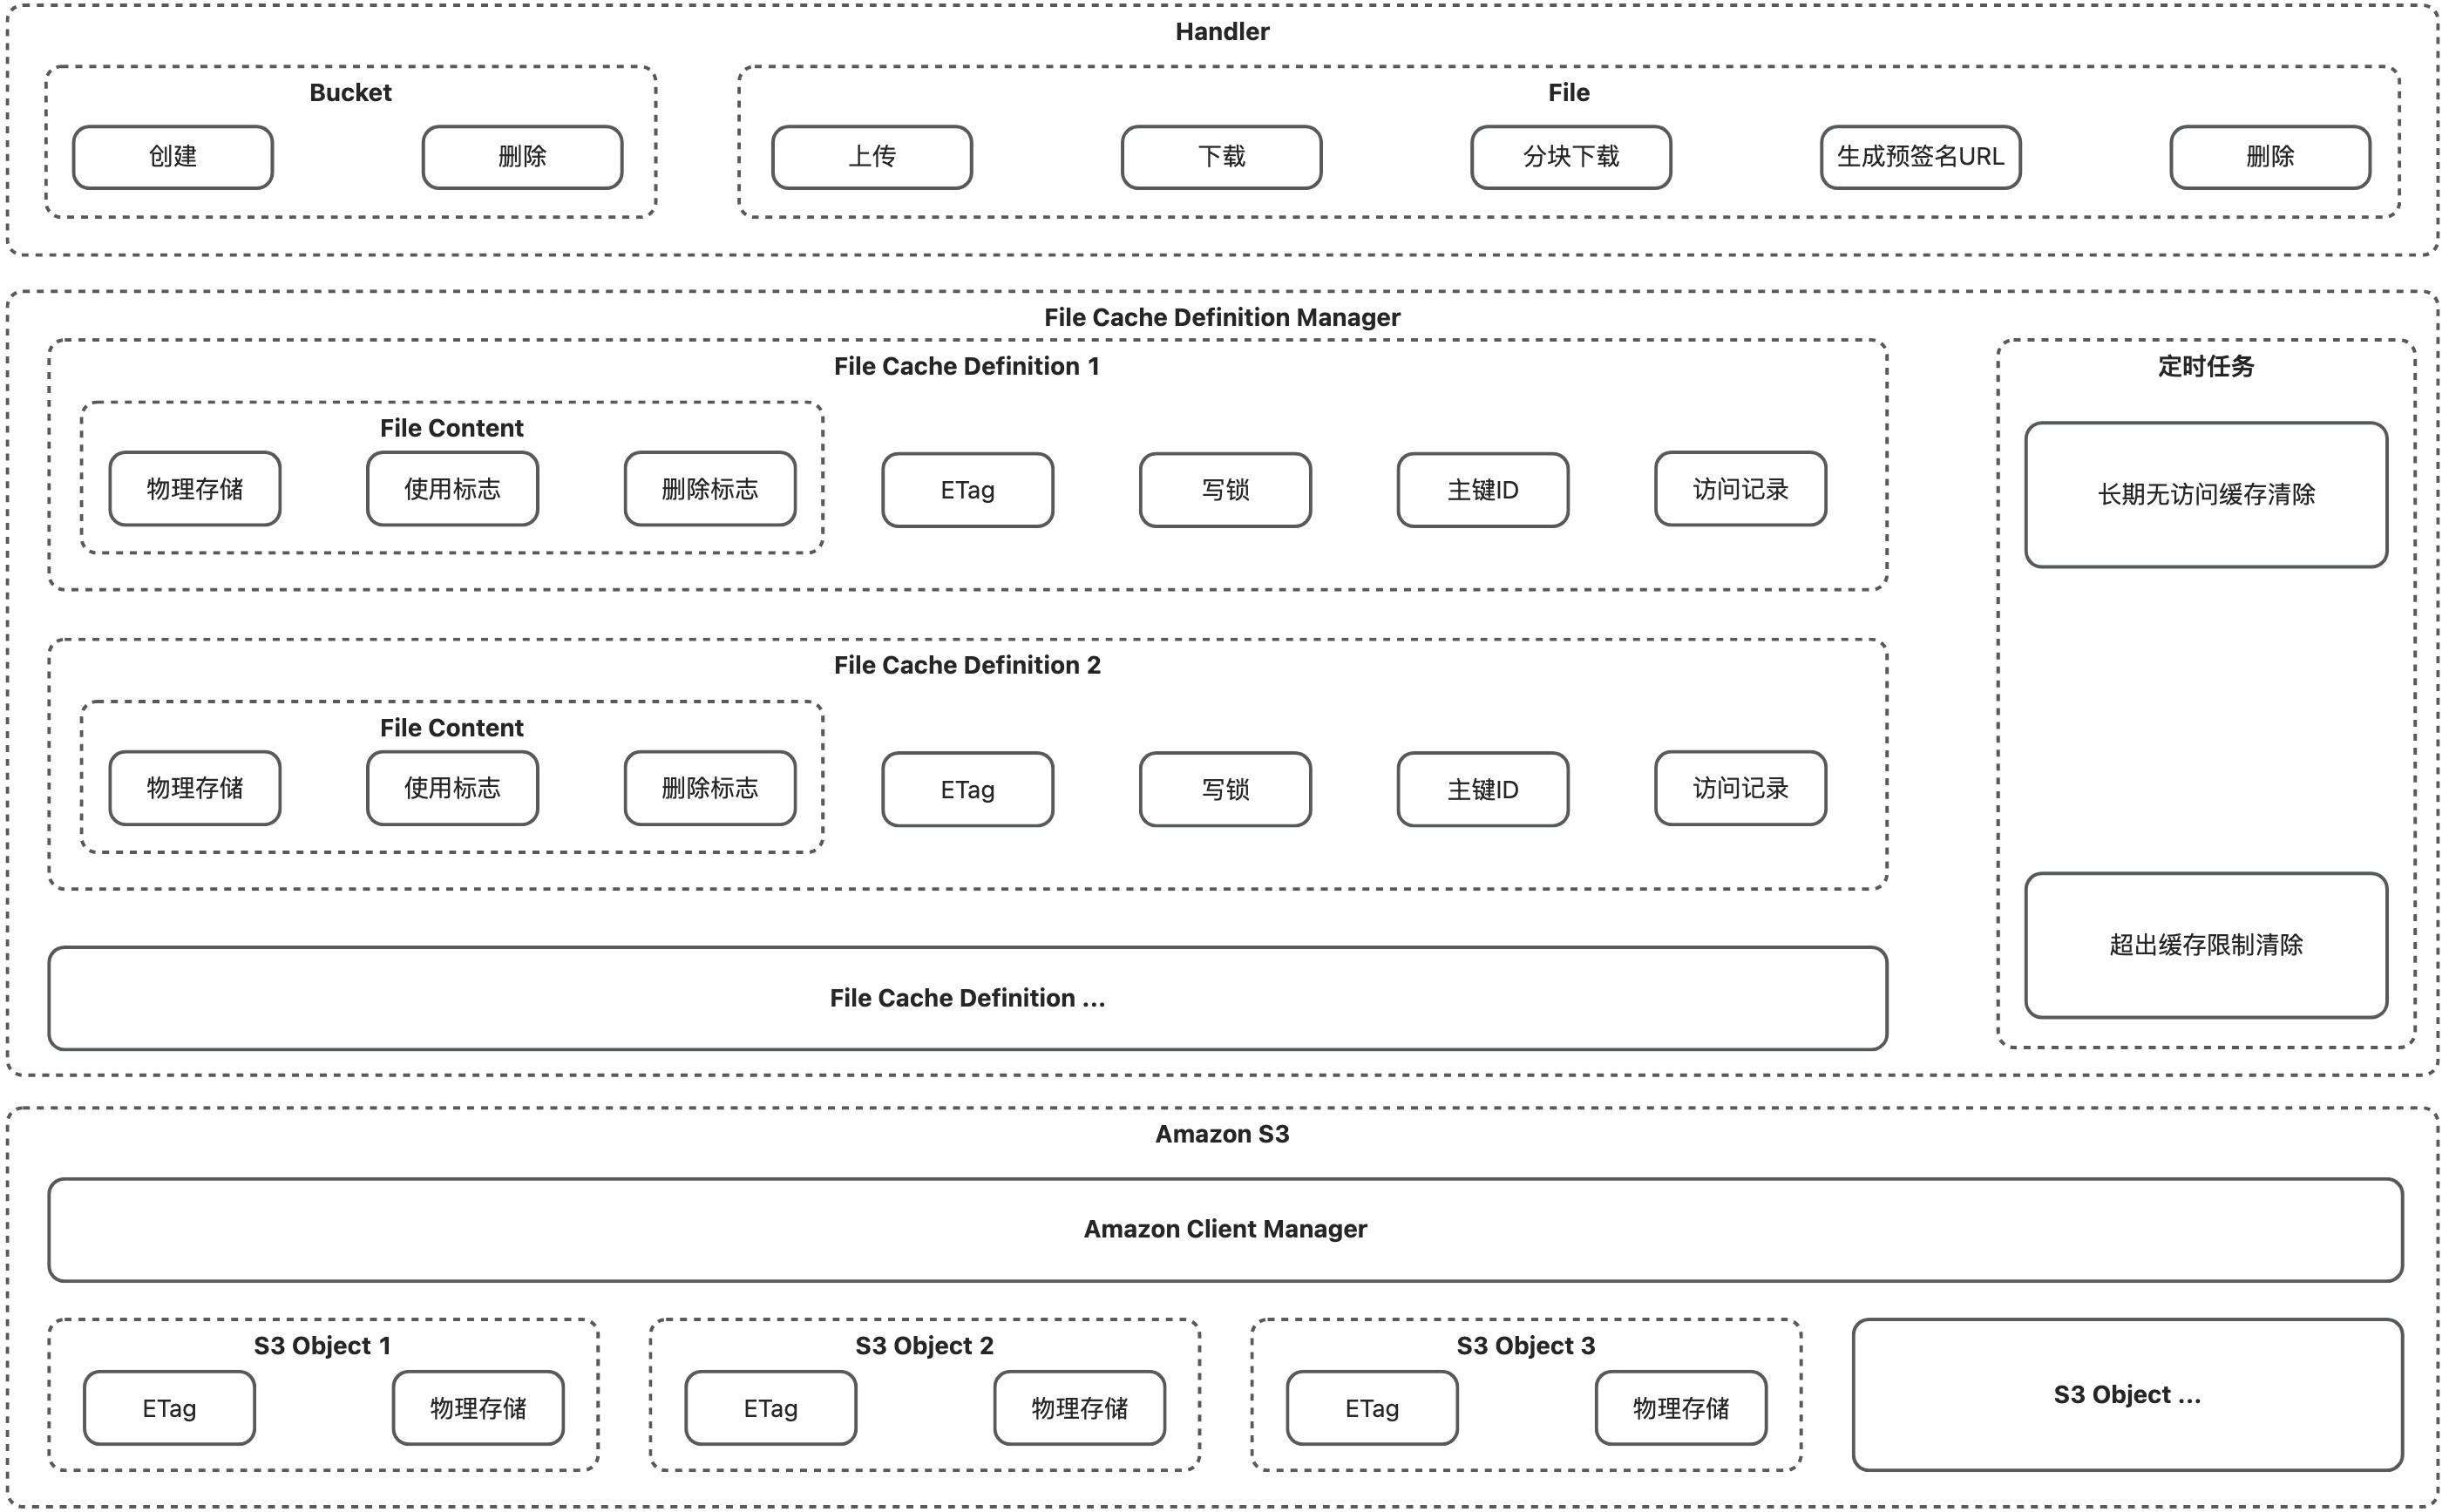 Handler
Bucket
创建
删除
File
上传
下载
分块下载
生成预签名URL
删除
File Cache Definition Manager
File Cache Definition 1
File Content
物理存储
使用标志
删除标志
ETag
写锁
主键ID
访问记录
File Cache Definition 2
File Content
物理存储
使用标志
删除标志
ETag
写锁
主键ID
访问记录
File Cache Definition ...
定时任务
长期无访问缓存清除
超出缓存限制清除
Amazon S3
Amazon Client Manager
S3 Object 1
ETag
物理存储
S3 Object 2
ETag
物理存储
S3 Object 3
ETag
物理存储
S3 Object ...